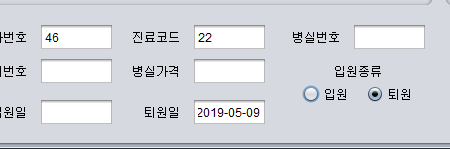 번호 46 진료코드 22 병실번호
번호 병실가격 입원종류
입원 퇴원
원일 퇴원일 2019-05-09